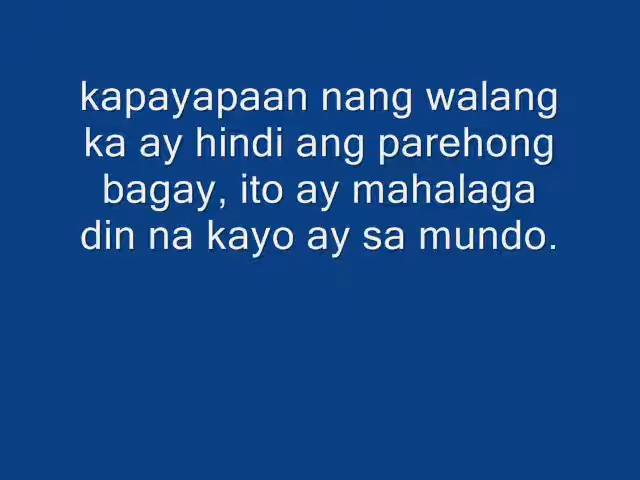 kapayapaan nang walang
ka ay hindi ang parehong
bagay, ito ay mahalaga
din na kayo ay sa mundo.